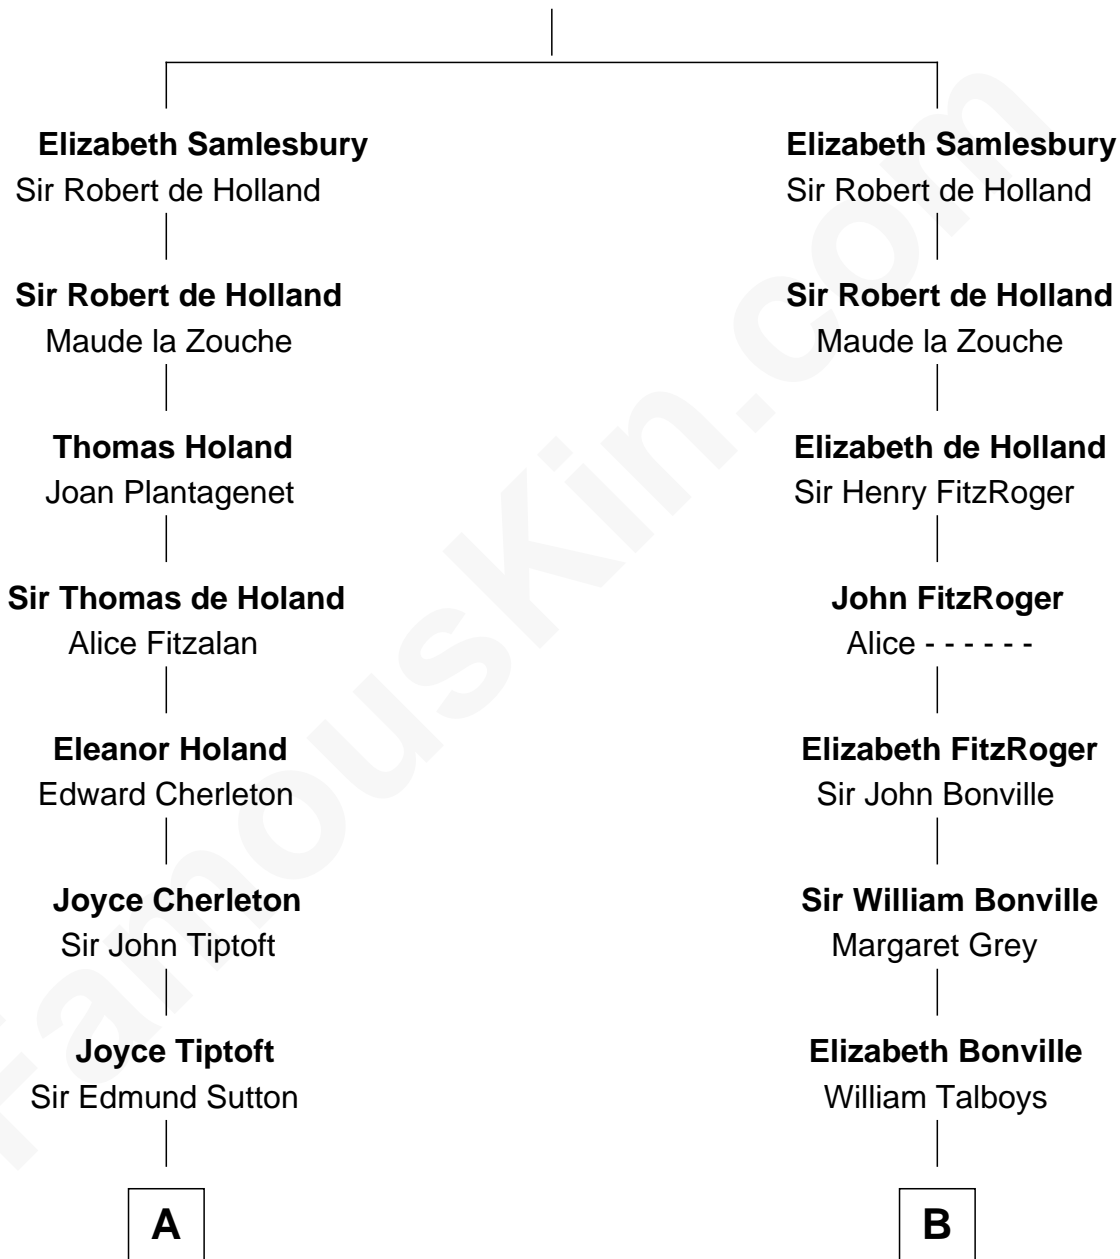 Elizabeth Samlesbury
Sir Robert de Holland
Sir Robert de Holland
Maude la Zouche
Thomas Holand
Joan Plantagenet
Sir Thomas de Holand
Alice Fitzalan
Eleanor Holand
Edward Cherleton
Joyce Cherleton
Sir John Tiptoft
Joyce Tiptoft
Sir Edmund Sutton
A
Elizabeth Samlesbury
Sir Robert de Holland
Sir Robert de Holland
Maude la Zouche
Elizabeth de Holland
Sir Henry FitzRoger
John FitzRoger
Alice - - - - - -
Elizabeth FitzRoger
Sir John Bonville
Sir William Bonville
Margaret Grey
Elizabeth Bonville
William Talboys
B
FamousKin.com